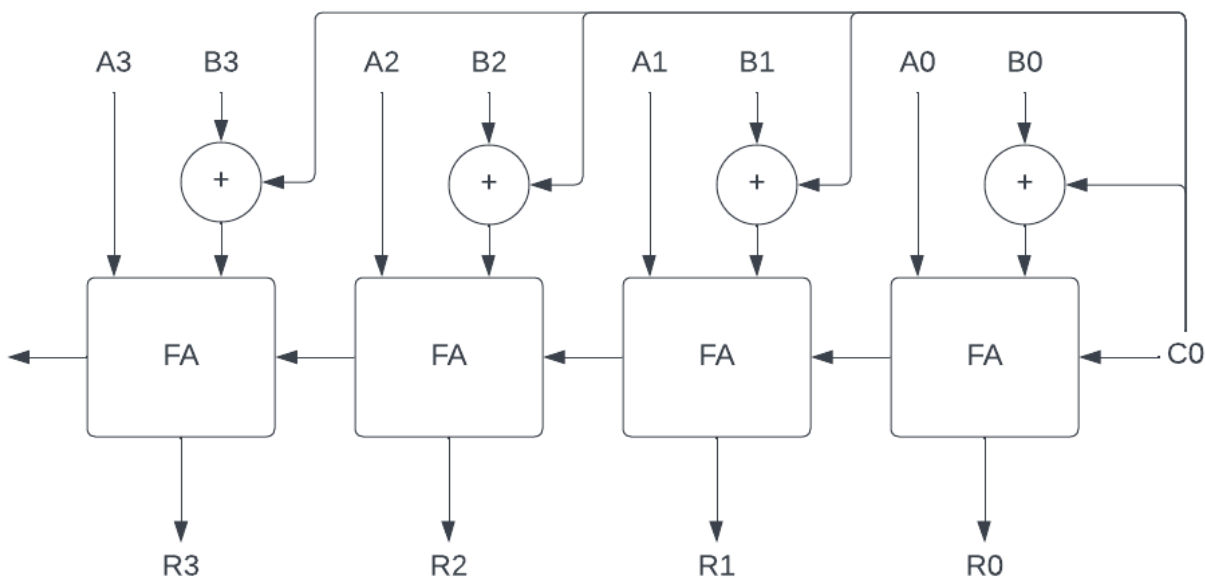 A3 B3 A2 B2 A1 B1 A0 B0
+ + + +
FA FA FA FA C0
R3 R2 R1 R0